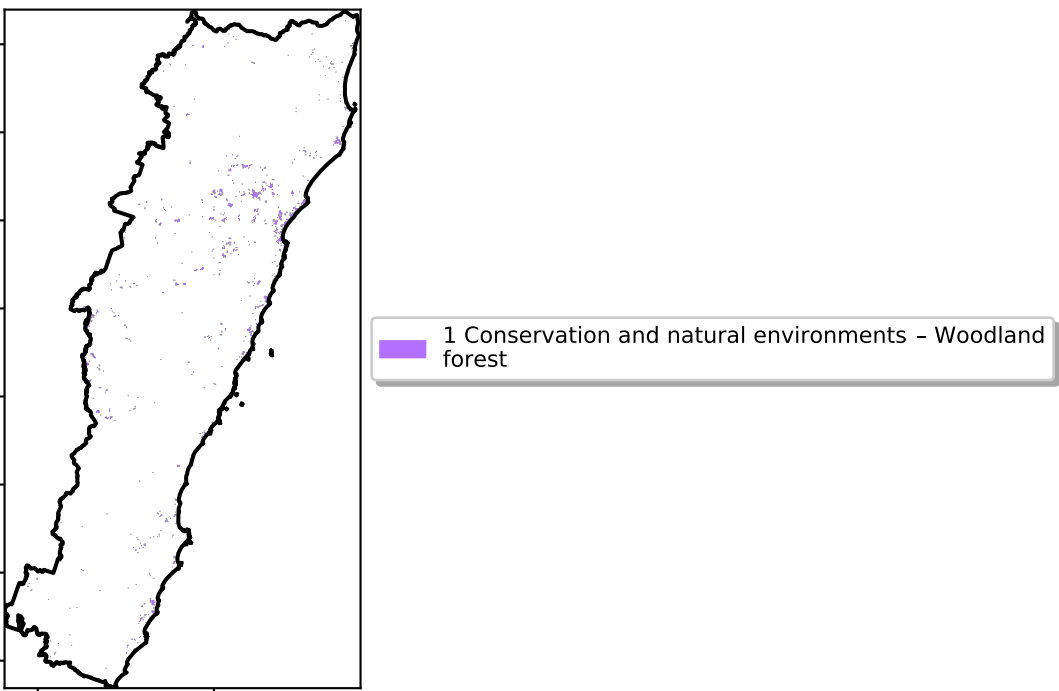 1 Conservation and natural environments – Woodland
forest